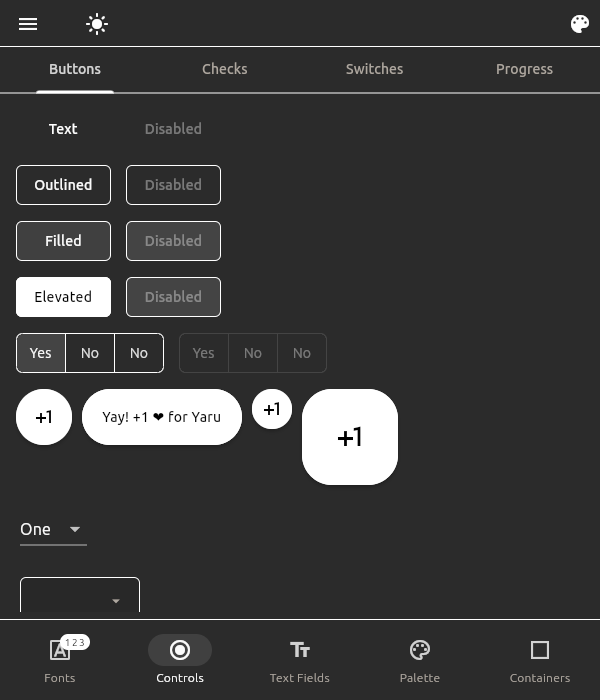 Buttons Checks Switches Progress
Text Disabled
Outlined Disabled
Filled Disabled
Elevated Disabled
Yes No No Yes No No
+1 Yay! +1 ❤ for Yaru +1 +1
One
A 123 Tt
Fonts Controls Text Fields Palette Containers